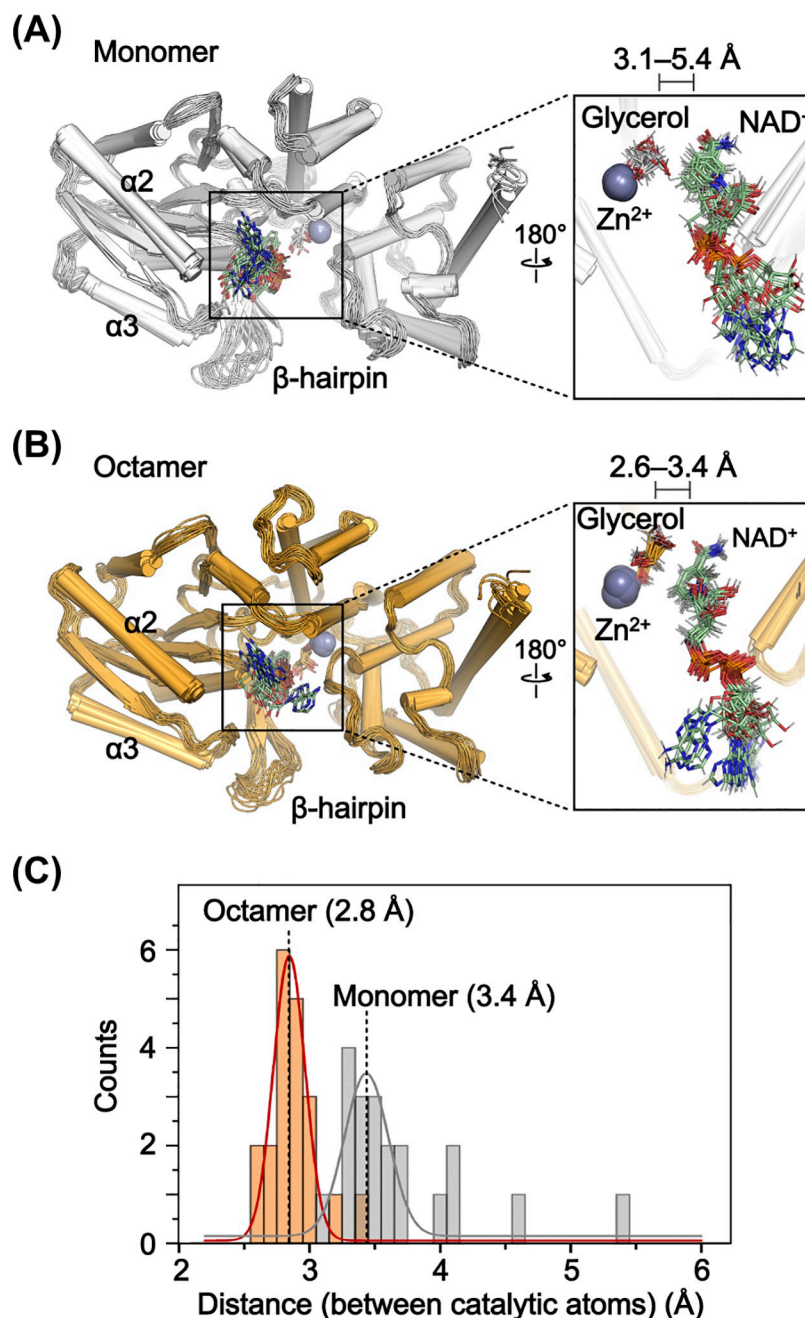 (A)
Monomer
3.1–5.4 Å
Glycerol
NAD⁺
Zn²⁺
α2
α3
β-hairpin
180°
(B)
Octamer
2.6–3.4 Å
Glycerol
NAD⁺
Zn²⁺
α2
α3
β-hairpin
180°
(C)
Octamer (2.8 Å)
Monomer (3.4 Å)
Counts
6
4
2
0
2
3
4
5
6
Distance (between catalytic atoms) (Å)